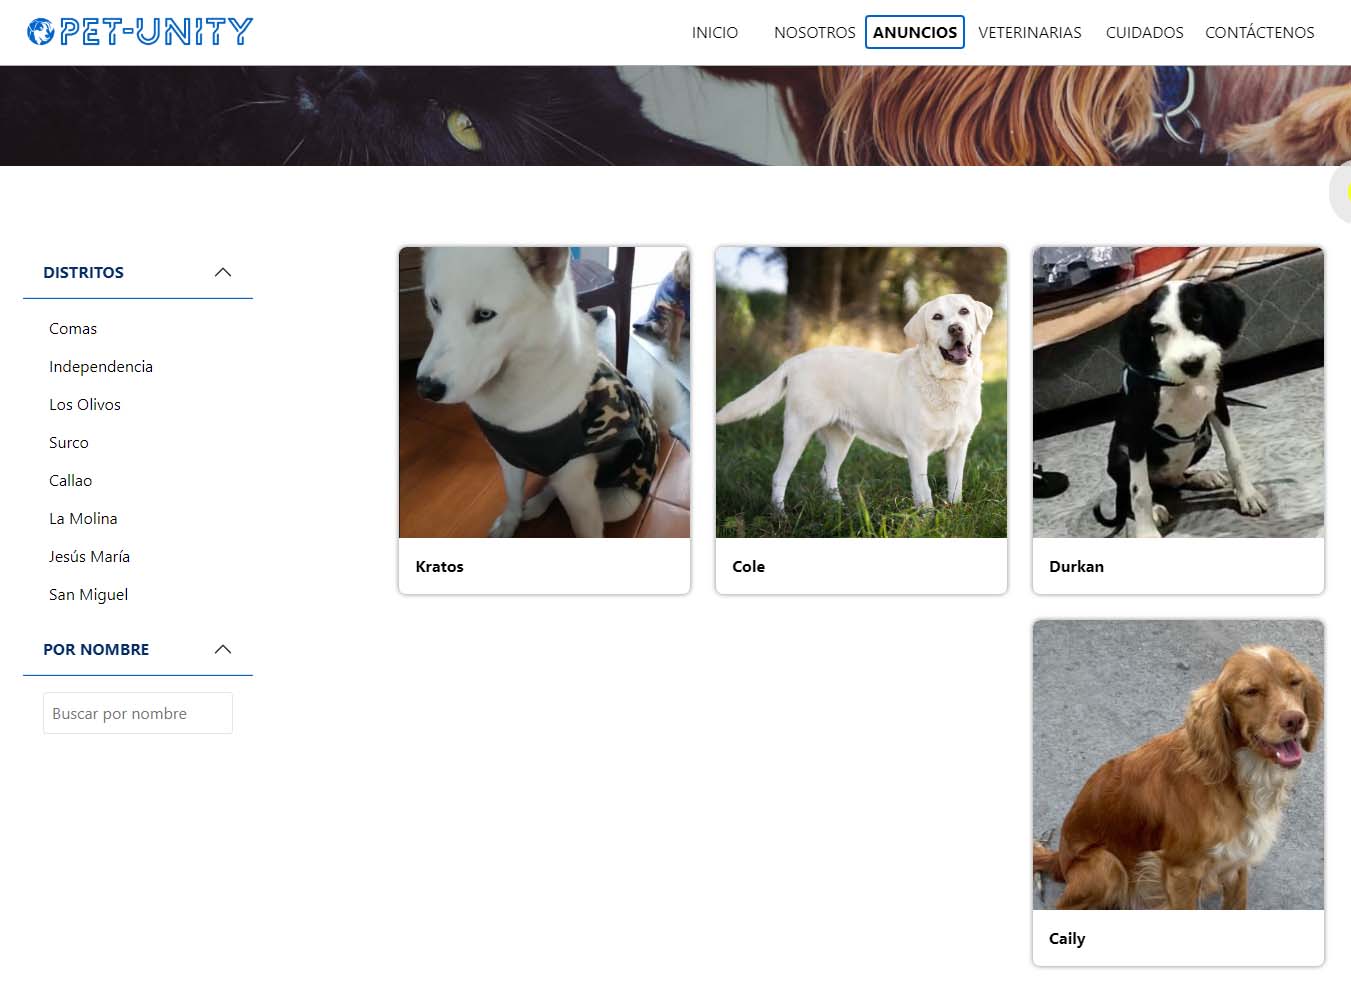 PET-UNITY
INICIO NOSOTROS ANUNCIOS VETERINARIAS CUIDADOS CONTÁCTENOS
DISTRITOS
Comas
Independencia
Los Olivos
Surco
Callao
La Molina
Jesús María
San Miguel
POR NOMBRE
Buscar por nombre
Kratos
Cole
Durkan
Caily